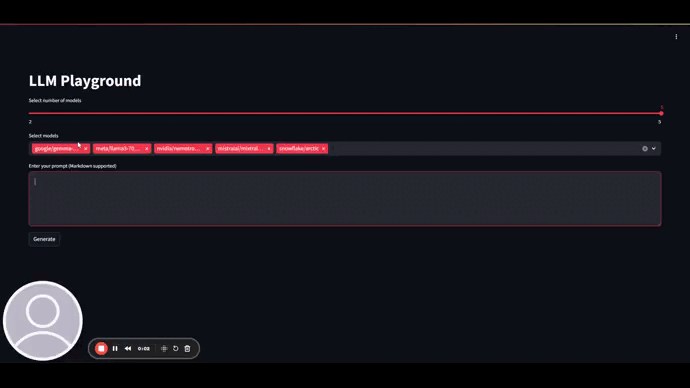 LLM Playground
Select number of models
5
2 5
Select models
google/gemma-... meta/llama3-70... nvidia/nemotro... mistralai/mixtral... snowflake/arctic
Enter your prompt (Markdown supported)
Generate
0:02